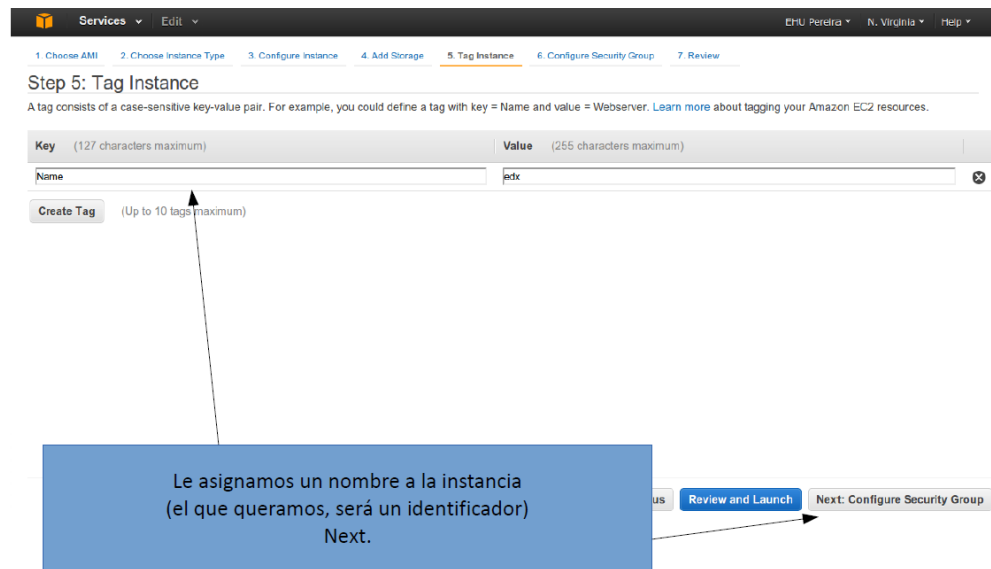 Services Edit EHU Pereira N. Virginia Help
1. Choose AMI 2. Choose Instance Type 3. Configure Instance 4. Add Storage 5. Tag Instance 6. Configure Security Group 7. Review
Step 5: Tag Instance
A tag consists of a case-sensitive key-value pair. For example, you could define a tag with key = Name and value = Webserver. Learn more about tagging your Amazon EC2 resources.
Key (127 characters maximum) Value (255 characters maximum)
Name edx
Create Tag (Up to 10 tags maximum)
Le asignamos un nombre a la instancia
(el que queramos, será un identificador)
Next.
us Review and Launch Next: Configure Security Group